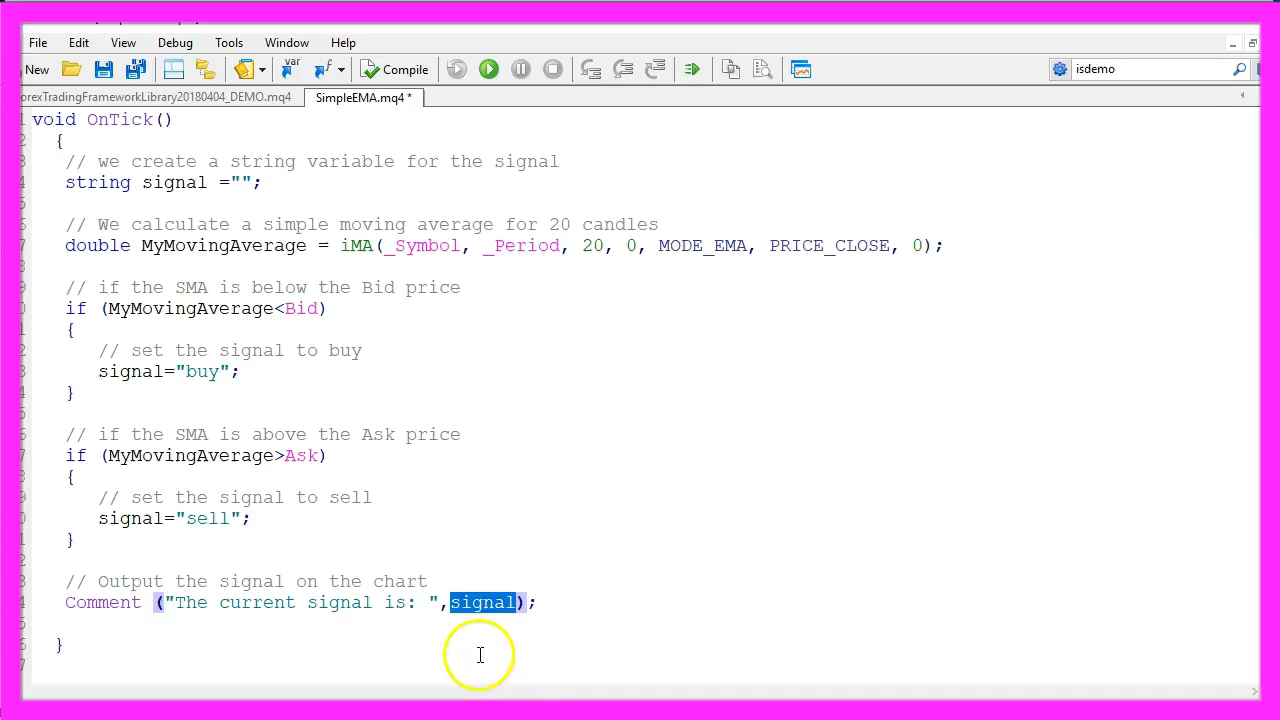 File Edit View Debug Tools Window Help
New var Compile isdemo
orexTradingFrameworkLibrary20180404_DEMO.mq4 SimpleEMA.mq4 *
void OnTick()
{
// we create a string variable for the signal
string signal ="";
// We calculate a simple moving average for 20 candles
double MyMovingAverage = iMA(_Symbol, _Period, 20, 0, MODE_EMA, PRICE_CLOSE, 0);
// if the SMA is below the Bid price
if (MyMovingAverage<Bid)
{
// set the signal to buy
signal="buy";
}
// if the SMA is above the Ask price
if (MyMovingAverage>Ask)
{
// set the signal to sell
signal="sell";
}
// Output the signal on the chart
Comment ("The current signal is: ",signal);
}